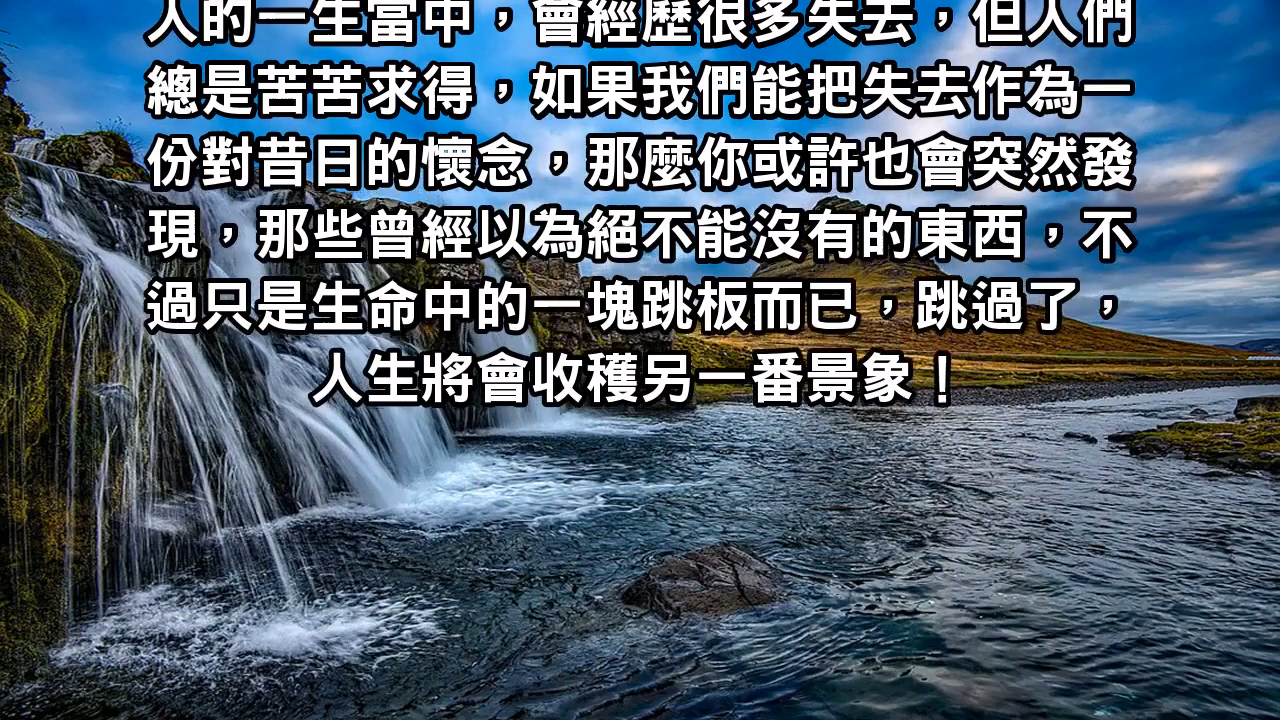 人的一生當中，會經歷很多失去，但人們
總是苦苦求得，如果我們能把失去作為一
份對昔日的懷念，那麼你或許也會突然發
現，那些曾經以為絕不能沒有的東西，不
過只是生命中的一塊跳板而已，跳過了，
人生將會收穫另一番景象！